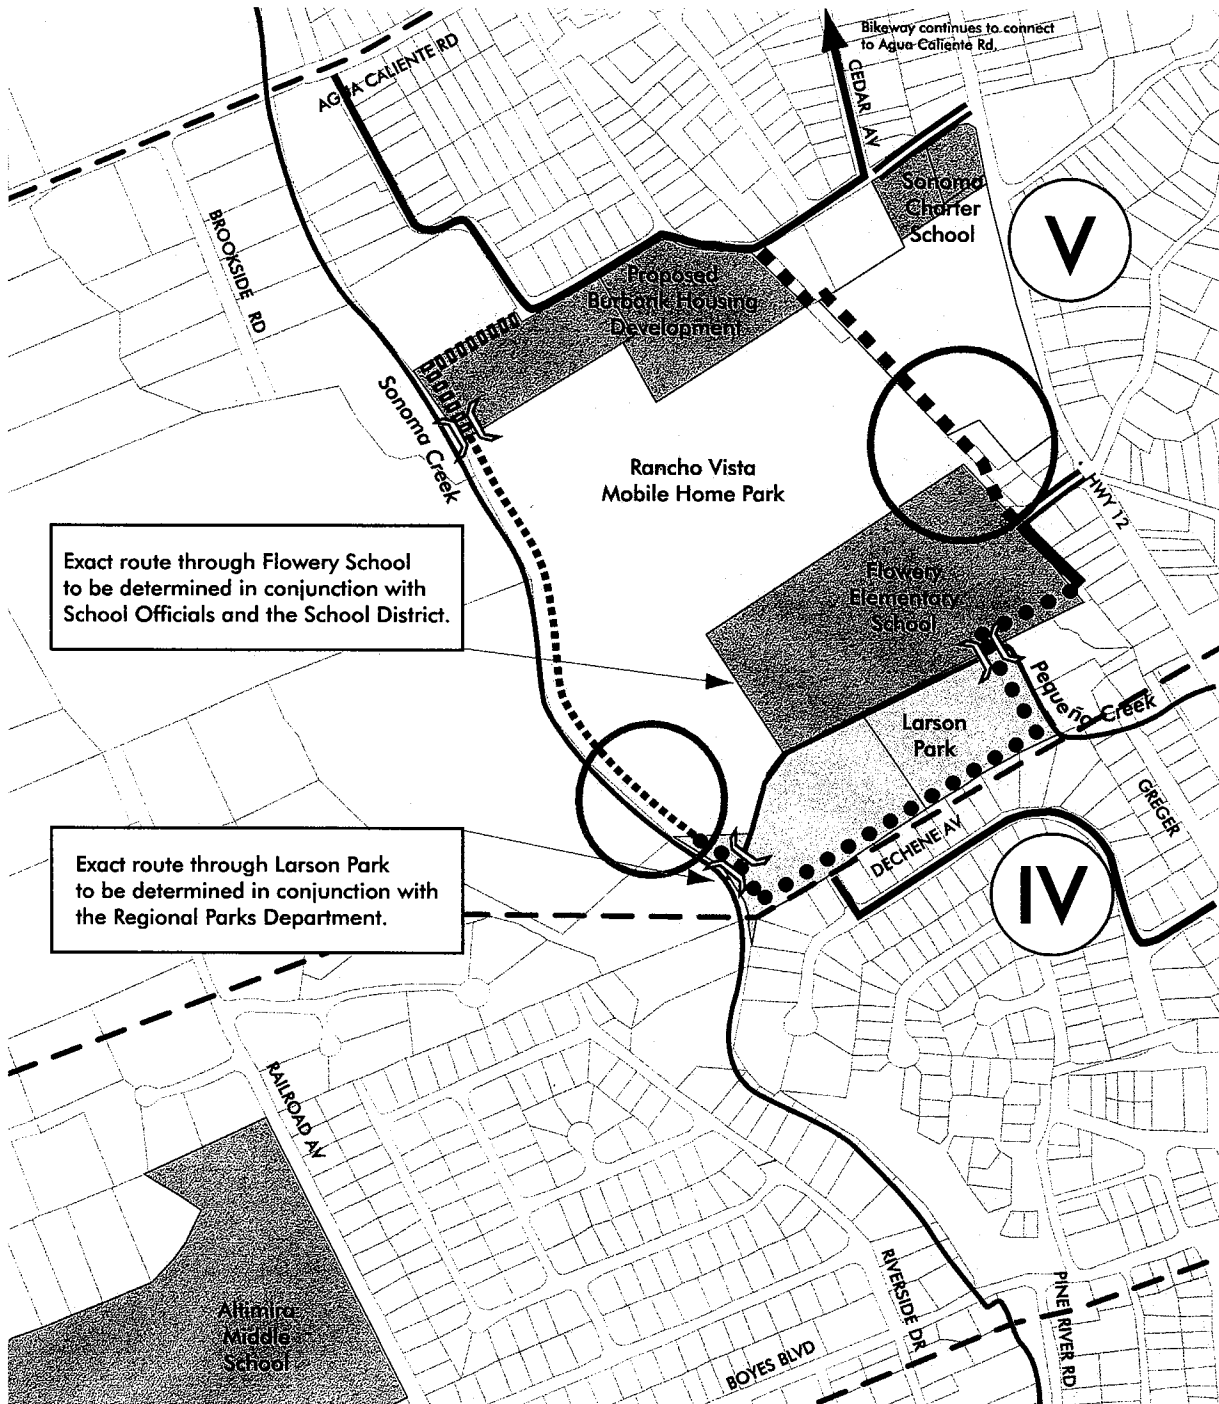 Bikeway continues to connect
to Agua Caliente Rd.
AGUA CALIENTE RD
CEDAR AV
Sonoma
Charter
School
V
BROOKSIDE RD
Proposed
Burbank Housing
Development
Sonoma Creek
Rancho Vista
Mobile Home Park
HWY 12
Exact route through Flowery School
to be determined in conjunction with
School Officials and the School District.
Flowery
Elementary
School
Pequeño Creek
Larson
Park
GREGER
DECHENE AV
IV
Exact route through Larson Park
to be determined in conjunction with
the Regional Parks Department.
RAILROAD AV
Altimira
Middle
School
RIVERSIDE DR
PINE RIVER RD
BOYES BLVD